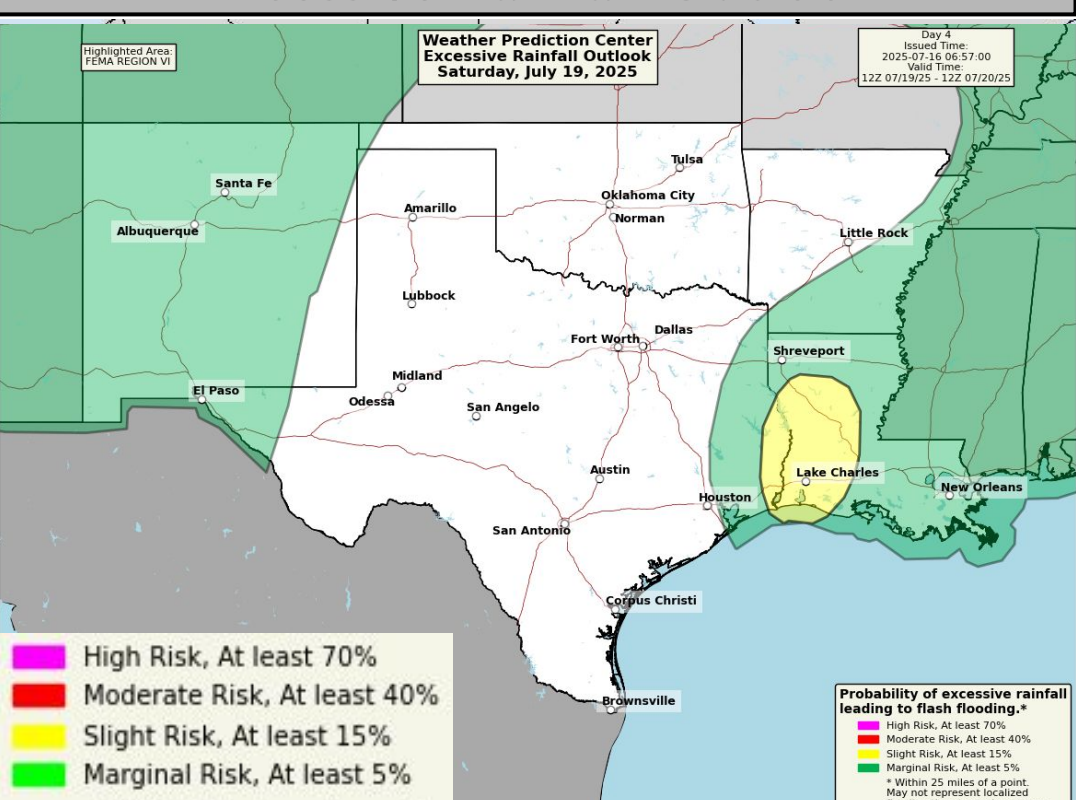 Highlighted Area:
FEMA REGION VI
Weather Prediction Center
Excessive Rainfall Outlook
Saturday, July 19, 2025
Day 4
Issued Time:
2025-07-16 06:57:00
Valid Time:
12Z 07/19/25 - 12Z 07/20/25
Tulsa
Santa Fe
Oklahoma City
Amarillo
Norman
Albuquerque
Little Rock
Lubbock
Dallas
Fort Worth
Shreveport
Midland
El Paso
Odessa
San Angelo
Austin
Lake Charles
New Orleans
Houston
San Antonio
Corpus Christi
Brownsville
High Risk, At least 70%
Moderate Risk, At least 40%
Slight Risk, At least 15%
Marginal Risk, At least 5%
Probability of excessive rainfall
leading to flash flooding.*
High Risk, At least 70%
Moderate Risk, At least 40%
Slight Risk, At least 15%
Marginal Risk, At least 5%
* Within 25 miles of a point.
May not represent localized